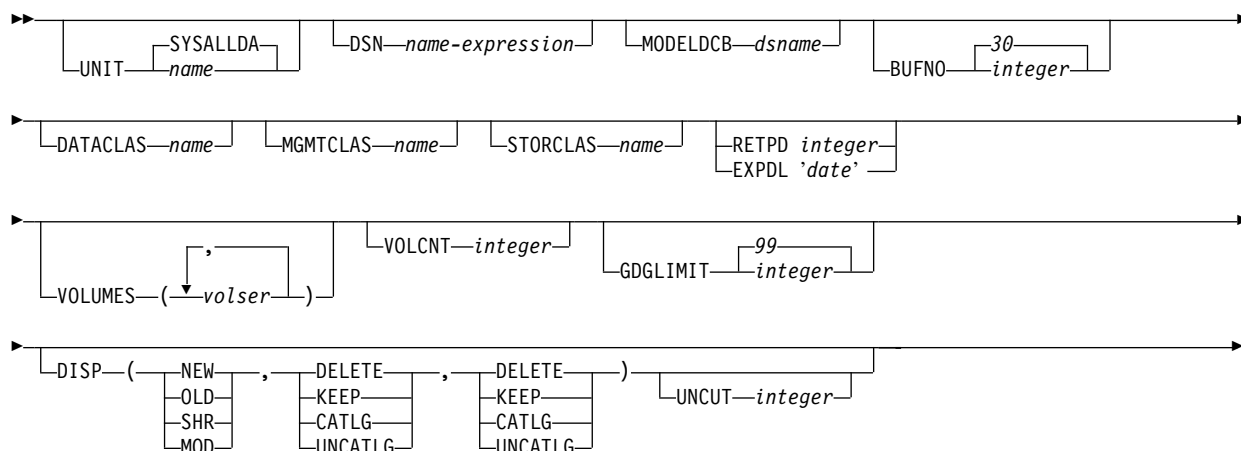 SYSALLDA
UNIT name
DSN name-expression
MODELDCB dsname
30
BUFNO integer
DATACLAS name
MGMTCLAS name
STORCLAS name
RETPD integer
EXPDL 'date'
,
VOLUMES ( volser )
VOLCNT integer
99
GDGLIMIT integer
DISP ( NEW , DELETE , DELETE )
OLD KEEP KEEP
SHR CATLG CATLG
MOD UNCATLG UNCATLG
UNCUT integer